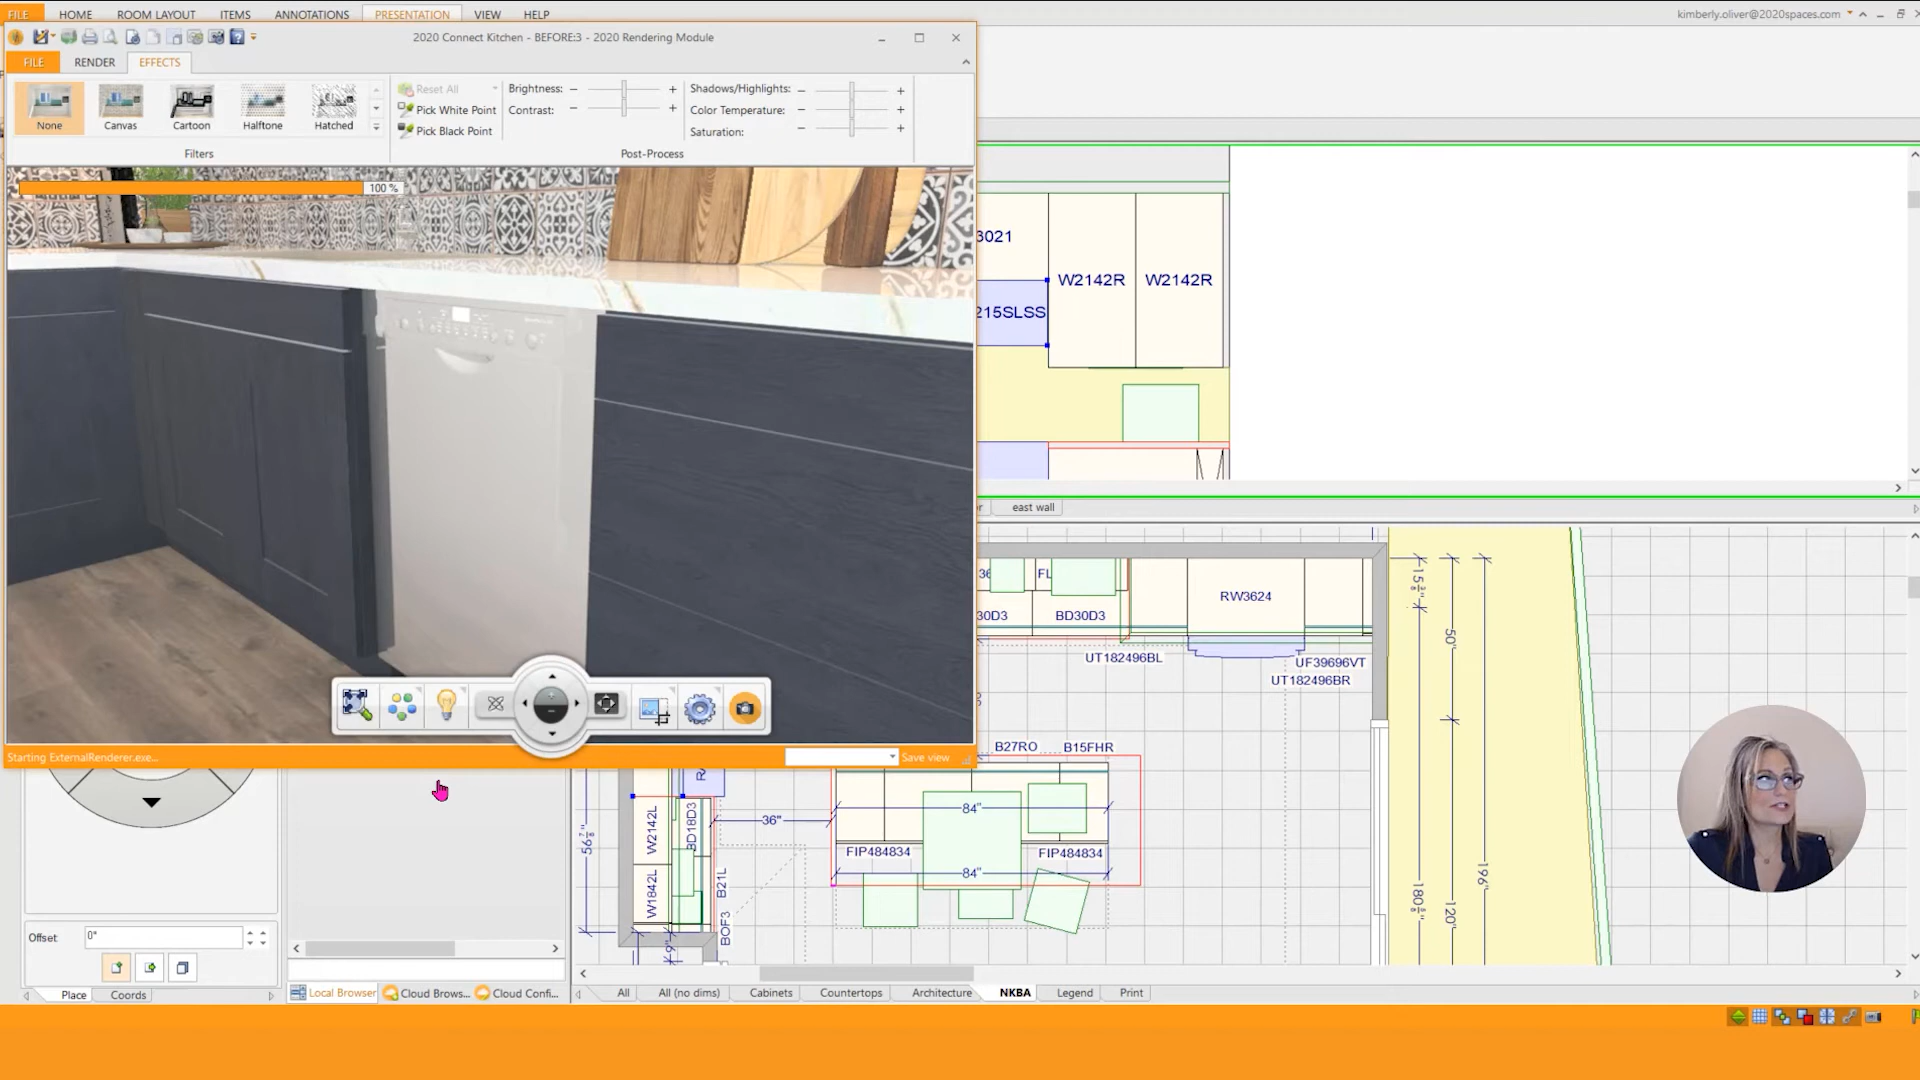 FILE HOME ROOM LAYOUT ITEMS ANNOTATIONS PRESENTATION VIEW HELP kimberly.oliver@2020spaces.com
2020 Connect Kitchen - BEFORE:3 - 2020 Rendering Module
FILE RENDER EFFECTS
None Canvas Cartoon Halftone Hatched
Filters
Reset All
Pick White Point
Pick Black Point
Brightness:
Contrast:
Shadows/Highlights:
Color Temperature:
Saturation:
Post-Process
100 %
3021
W2142R W2142R
215SLSS
east wall
36 FL
30D3 BD30D3
RW3624
UT182496BL
UF39696VT
UT182496BR
50"
120"
196"
Starting ExternalRenderer.exe...
Save view
B27RO B15FHR
84"
36"
FIP484834 FIP484834
84"
W2142L
BD18D3
W1842L
B21L
BOF3
Offset: 0"
Place Coords
Local Browser Cloud Brows... Cloud Confi...
All All (no dims) Cabinets Countertops Architecture NKBA Legend Print